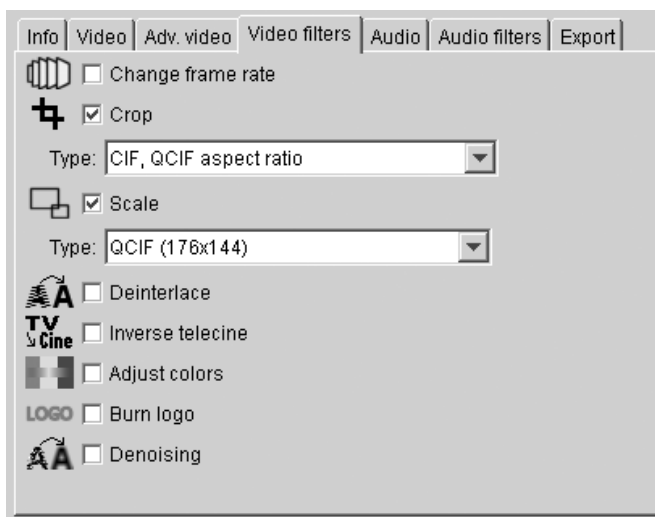 Info Video Adv. video Video filters Audio Audio filters Export
Change frame rate
Crop
Type: CIF, QCIF aspect ratio
Scale
Type: QCIF (176x144)
A A Deinterlace
TV Cine Inverse telecine
Adjust colors
LOGO Burn logo
A A Denoising